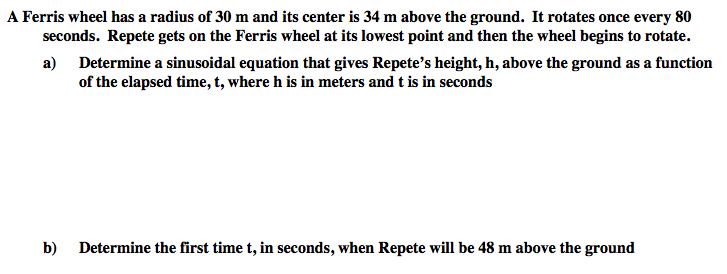 A Ferris wheel has a radius of 30 m and its center is 34 m above the ground. It rotates once every 80
seconds. Repete gets on the Ferris wheel at its lowest point and then the wheel begins to rotate.
a) Determine a sinusoidal equation that gives Repete's height, h, above the ground as a function
of the elapsed time, t, where h is in meters and t is in seconds
b) Determine the first time t, in seconds, when Repete will be 48 m above the ground